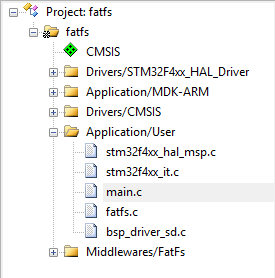 Project: fatfs
fatfs
CMSIS
Drivers/STM32F4xx_HAL_Driver
Application/MDK-ARM
Drivers/CMSIS
Application/User
stm32f4xx_hal_msp.c
stm32f4xx_it.c
main.c
fatfs.c
bsp_driver_sd.c
Middlewares/FatFs